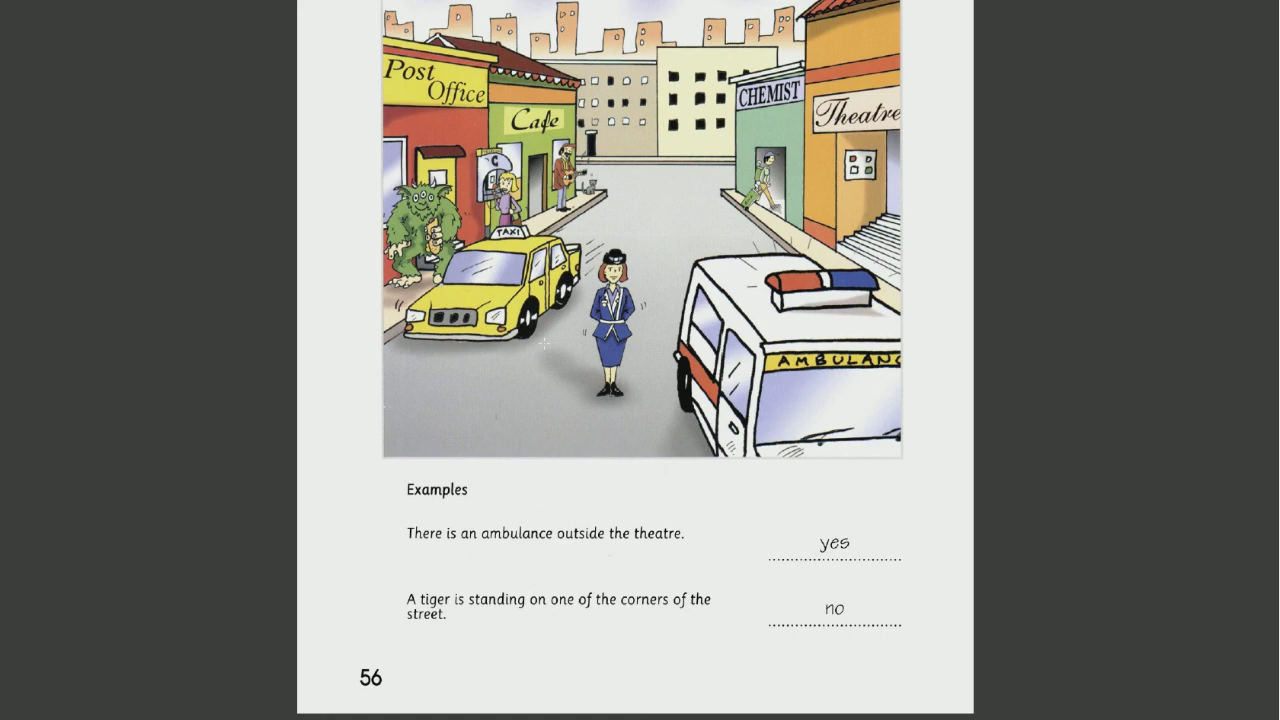 Post
Office
Cafe
C
TAXI
CHEMIST
Theatre
AMBULANC
Examples
There is an ambulance outside the theatre.
yes
A tiger is standing on one of the corners of the
street.
no
56